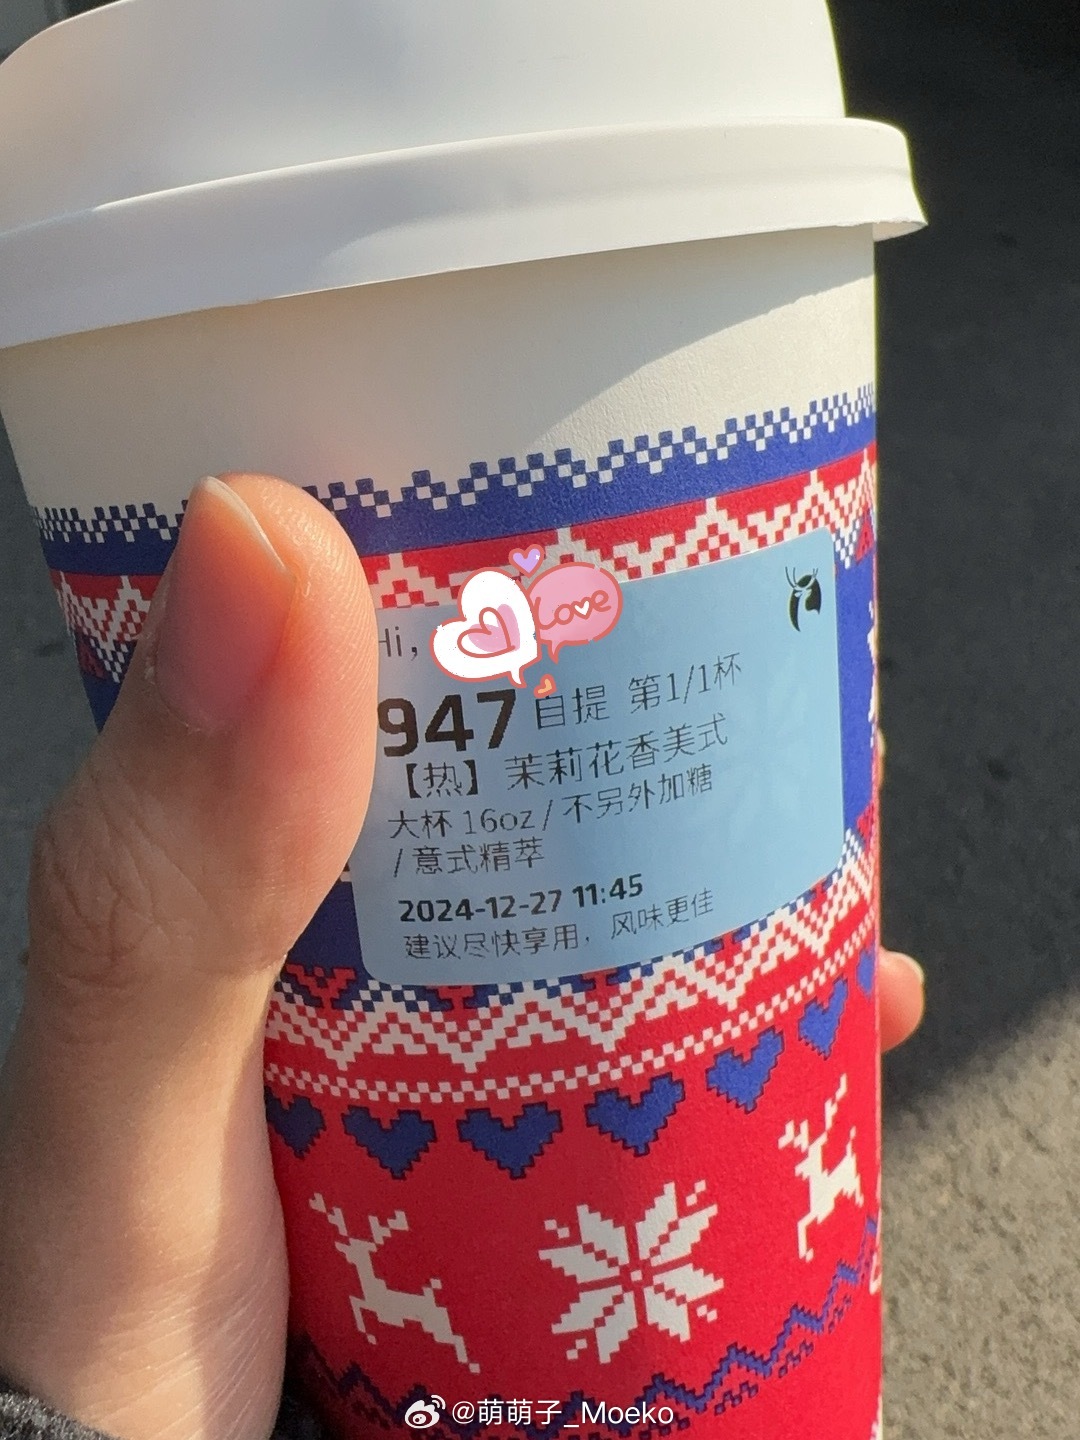 Hi,
Love
947 自提 第1/1杯
【热】 茉莉花香美式
大杯 16oz / 不另外加糖
/ 意式精萃
2024-12-27 11:45
建议尽快享用，风味更佳
@萌萌子_Moeko